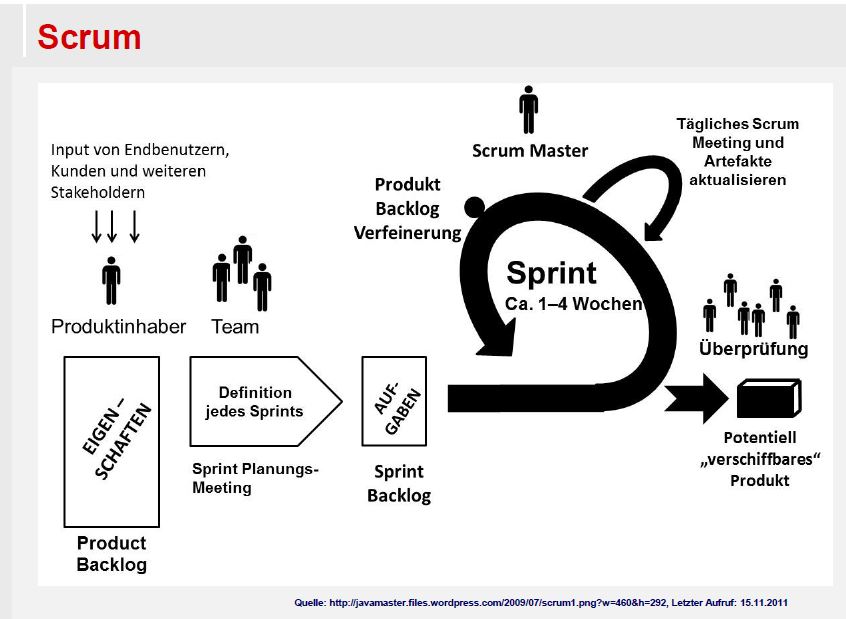 Scrum
Input von Endbenutzern,
Kunden und weiteren
Stakeholdern
Produktinhaber
Team
EIGEN –
SCHAFTEN
Product
Backlog
Definition
jedes Sprints
Sprint Planungs-
Meeting
AUF-
GABEN
Sprint
Backlog
Scrum Master
Produkt
Backlog
Verfeinerung
Sprint
Ca. 1–4 Wochen
Tägliches Scrum
Meeting und
Artefakte
aktualisieren
Überprüfung
Potentiell
„verschiffbares“
Produkt
Quelle: http://javamaster.files.wordpress.com/2009/07/scrum1.png?w=460&h=292, Letzter Aufruf: 15.11.2011